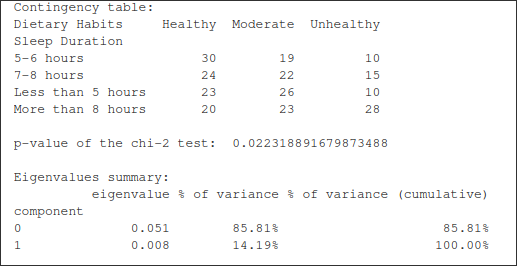 Contingency table:
Dietary Habits Healthy Moderate Unhealthy
Sleep Duration
5-6 hours 30 19 10
7-8 hours 24 22 15
Less than 5 hours 23 26 10
More than 8 hours 20 23 28
p-value of the chi-2 test: 0.022318891679873488
Eigenvalues summary:
eigenvalue % of variance % of variance (cumulative)
component
0 0.051 85.81% 85.81%
1 0.008 14.19% 100.00%